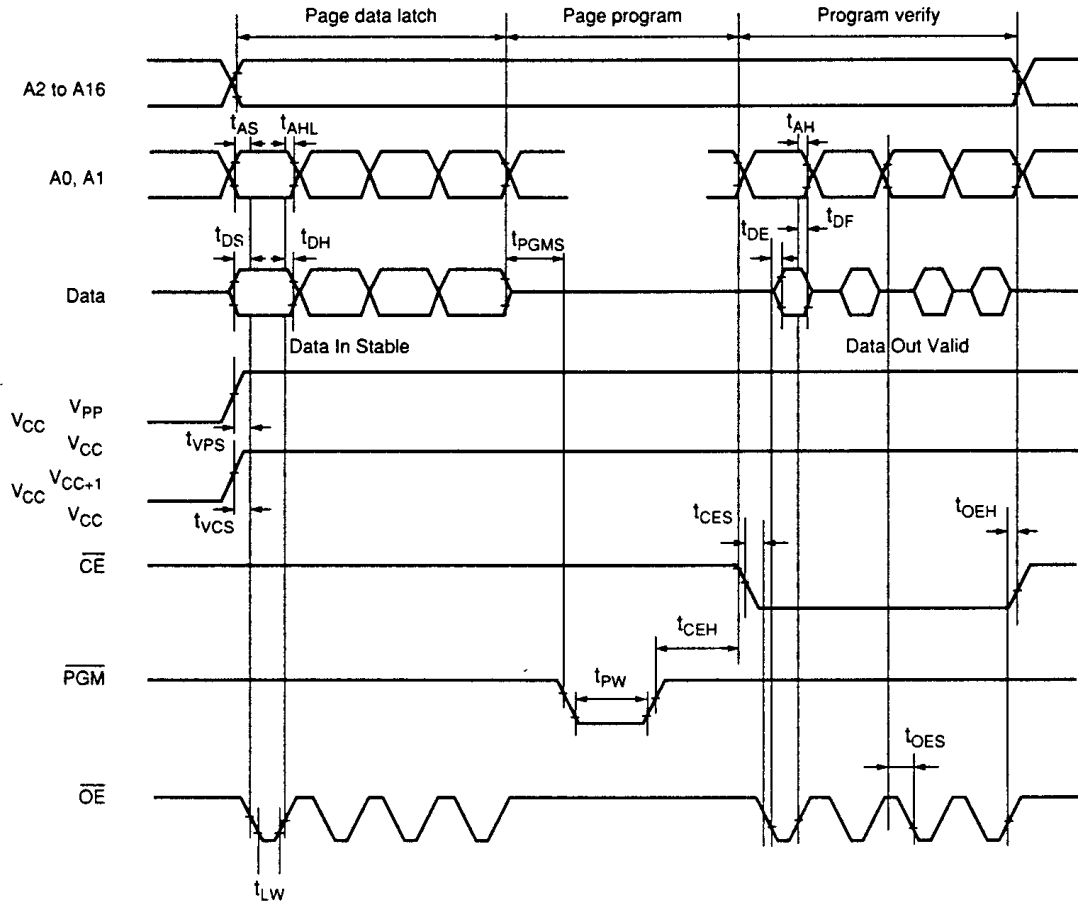 Page data latch Page program Program verify
A2 to A16
tAS tAHL tAH
A0, A1
tDS tDH tPGMS tDE tDF
Data
Data In Stable Data Out Valid
VCC VPP
tVPS
VCC
VCC VCC+1
VCC
tVCS tCES tOEH
CE
tCEH
PGM tPW
tOES
OE
tLW